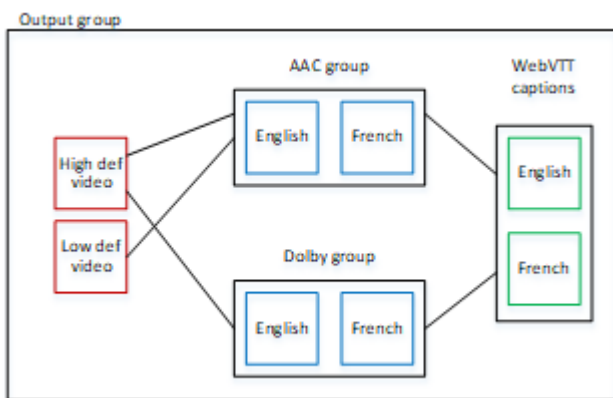 Output group
AAC group
WebVTT
captions
English
French
High def
video
English
Low def
video
French
Dolby group
English
French